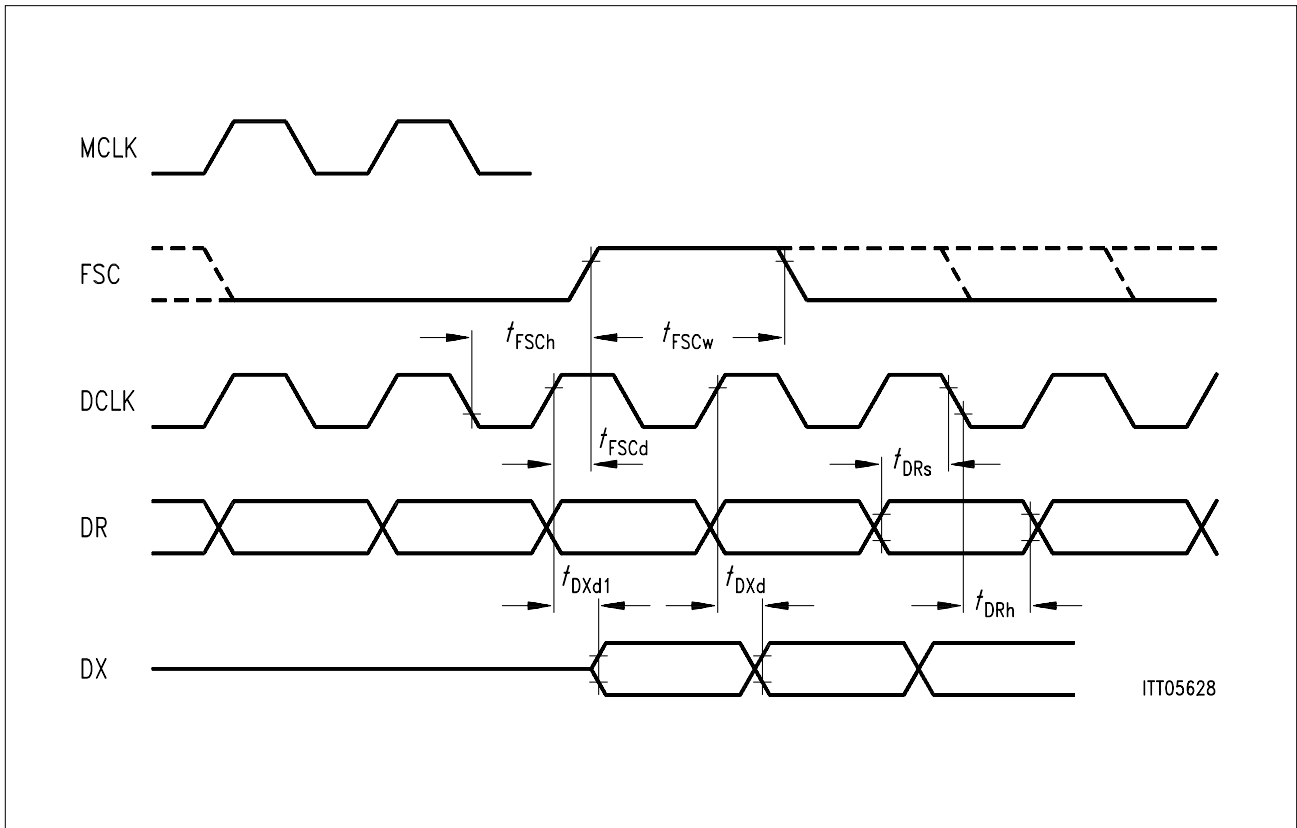 MCLK
FSC
tFSCh
tFSCw
DCLK
tFSCd
tDRs
DR
tDXd1
tDXd
tDRh
DX
ITT05628